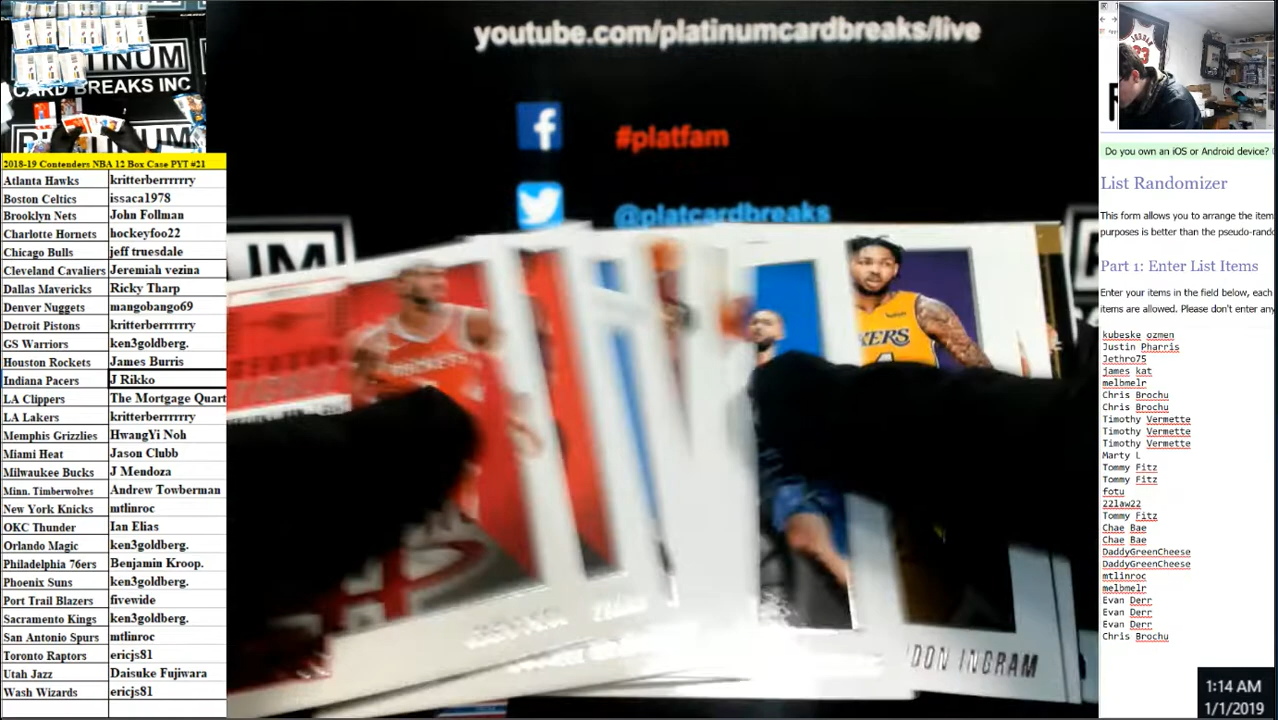 youtube.com/platinumcardbreaks/live
#platfam
@platcardbreaks
TINUM
CARD BREAKS INC
2018-19 Contenders NBA 12 Box Case PYT #21
Atlanta Hawks kritterberrrrrry
Boston Celtics issaca1978
Brooklyn Nets John Follman
Charlotte Hornets hockeyfoo22
Chicago Bulls jeff truesdale
Cleveland Cavaliers Jeremiah vezina
Dallas Mavericks Ricky Tharp
Denver Nuggets mangobango69
Detroit Pistons kritterberrrrrry
GS Warriors ken3goldberg.
Houston Rockets James Burris
Indiana Pacers J Rikko
LA Clippers The Mortgage Quart
LA Lakers kritterberrrrrry
Memphis Grizzlies HwangYi Noh
Miami Heat Jason Clubb
Milwaukee Bucks J Mendoza
Minn. Timberwolves Andrew Towberman
New York Knicks mtlinroc
OKC Thunder Ian Elias
Orlando Magic ken3goldberg.
Philadelphia 76ers Benjamin Kroop.
Phoenix Suns ken3goldberg.
Port Trail Blazers fivewide
Sacramento Kings ken3goldberg.
San Antonio Spurs mtlinroc
Toronto Raptors ericjs81
Utah Jazz Daisuke Fujiwara
Wash Wizards ericjs81
DON INGRAM
Do you own an iOS or Android device?
List Randomizer
This form allows you to arrange the item
purposes is better than the pseudo-rando
Part 1: Enter List Items
Enter your items in the field below, each
items are allowed. Please don't enter any
kubeske ozmen
Justin Pharris
Jethro75
james kat
melbmelr
Chris Brochu
Chris Brochu
Timothy Vermette
Timothy Vermette
Timothy Vermette
Marty L
Tommy Fitz
Tommy Fitz
fotu
22law22
Tommy Fitz
Chae Bae
Chae Bae
DaddyGreenCheese
DaddyGreenCheese
mtlinroc
melbmelr
Evan Derr
Evan Derr
Evan Derr
Chris Brochu
1:14 AM
1/1/2019